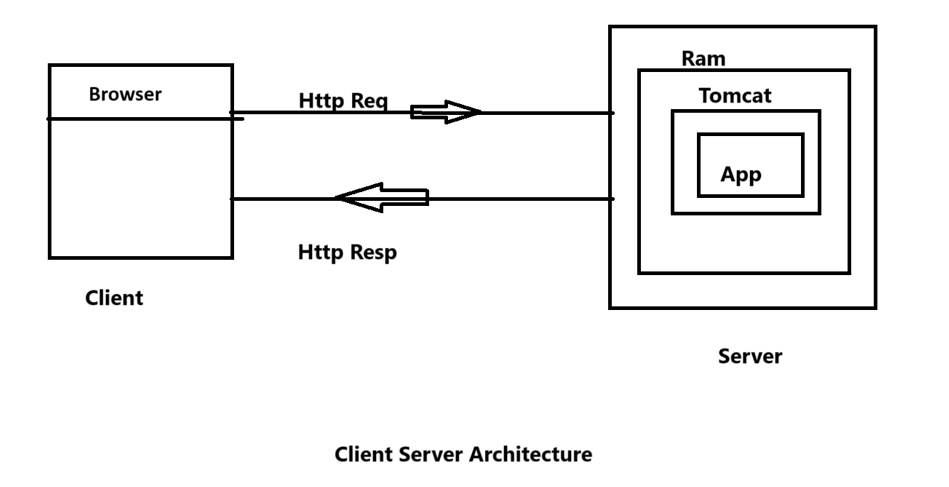 Browser
Http Req
Http Resp
Client
Ram
Tomcat
App
Server
Client Server Architecture